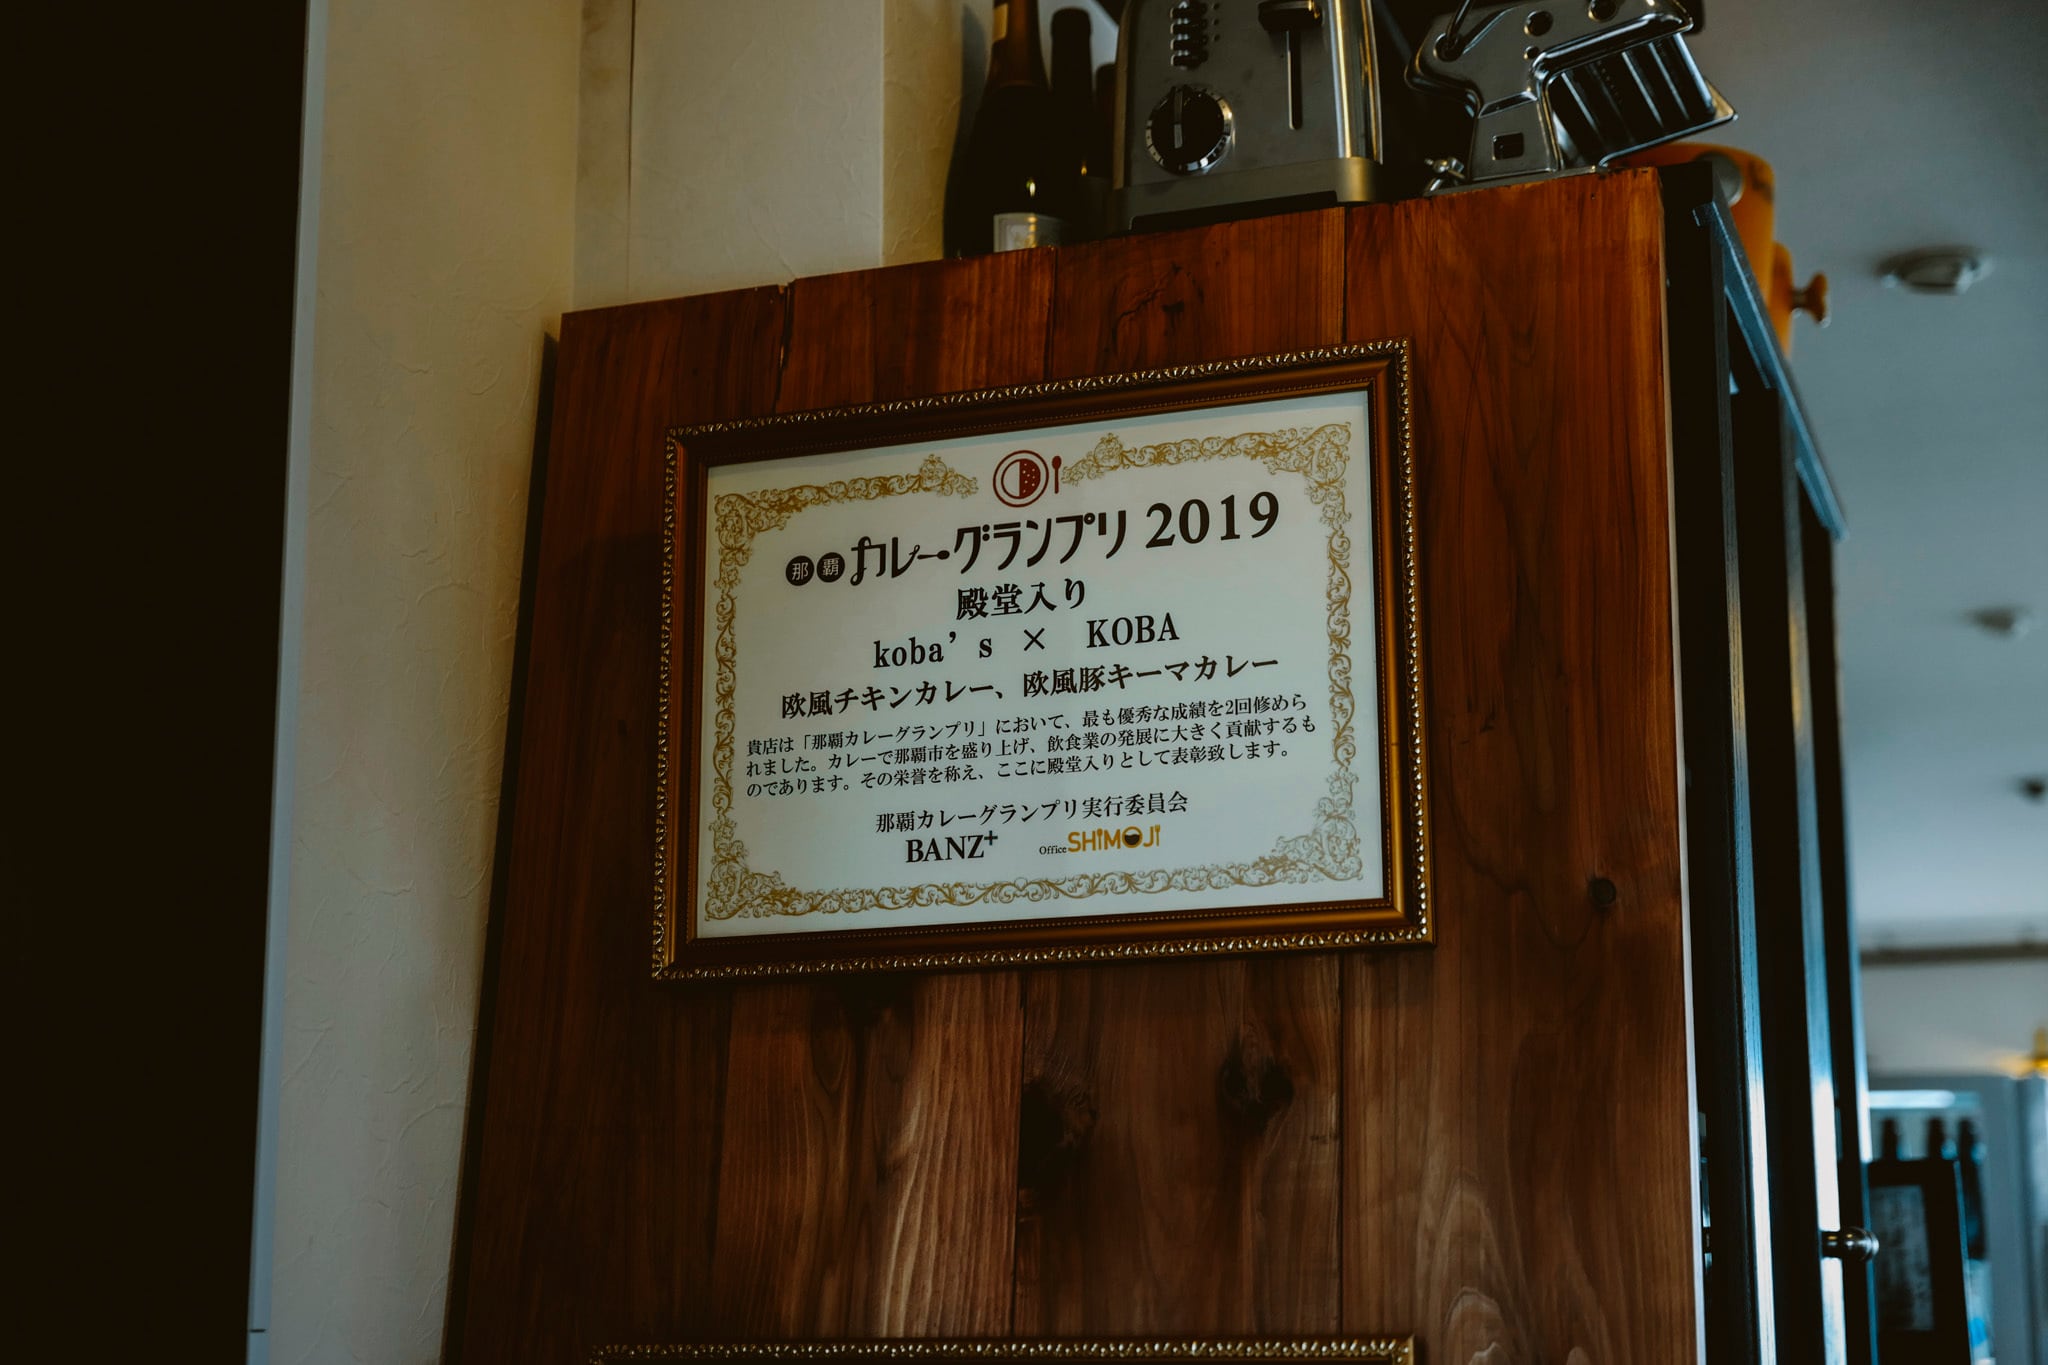 那覇カレーグランプリ 2019
殿堂入り
koba's × KOBA
欧風チキンカレー、欧風豚キーマカレー
貴店は「那覇カレーグランプリ」において、最も優秀な成績を2回修めら
れました。カレーで那覇市を盛り上げ、飲食業の発展に大きく貢献するも
のであります。その栄誉を称え、ここに殿堂入りとして表彰致します。
那覇カレーグランプリ実行委員会
BANZ+ Office SHiMOJi